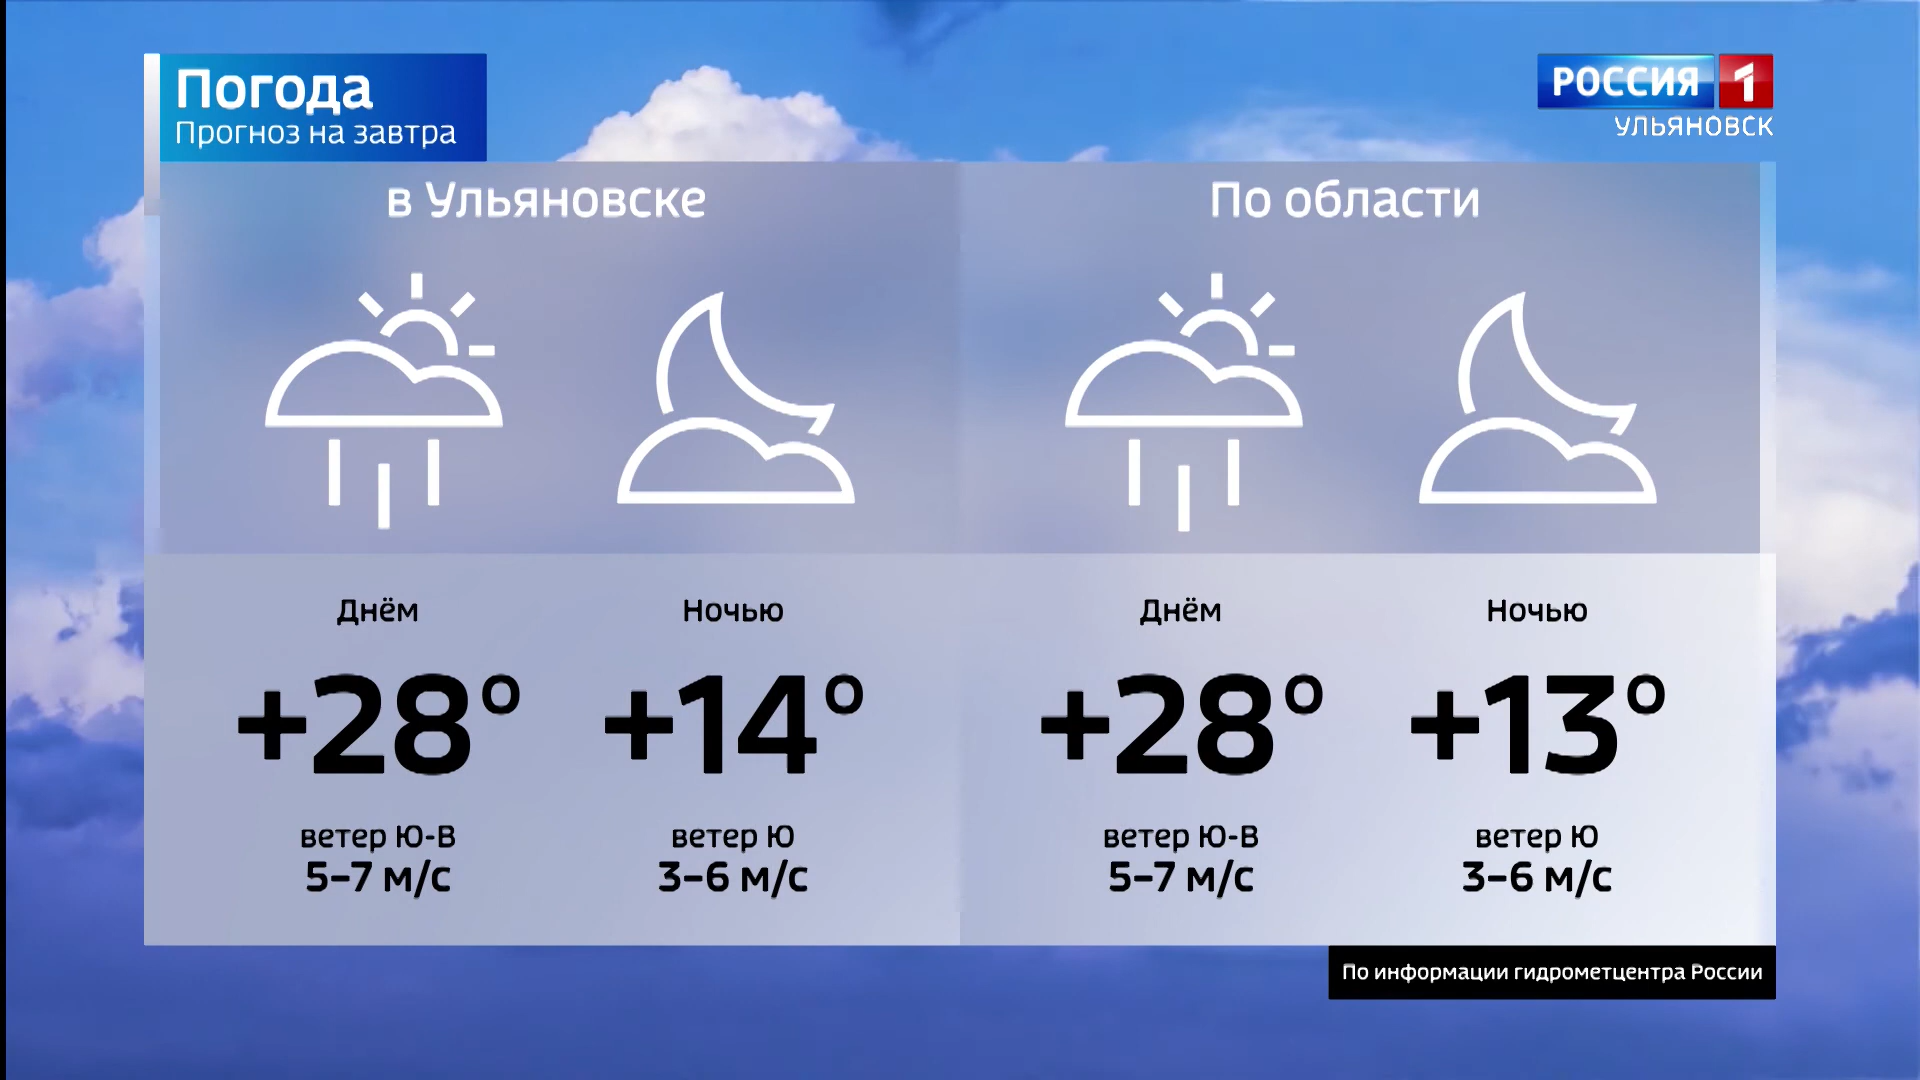 Погода
Прогноз на завтра
РОССИЯ 1
УЛЬЯНОВСК
в Ульяновске
По области
Днём
Ночью
Днём
Ночью
+28°
+14°
+28°
+13°
ветер Ю-В
ветер Ю
ветер Ю-В
ветер Ю
5–7 м/с
3–6 м/с
5–7 м/с
3–6 м/с
По информации гидрометцентра России